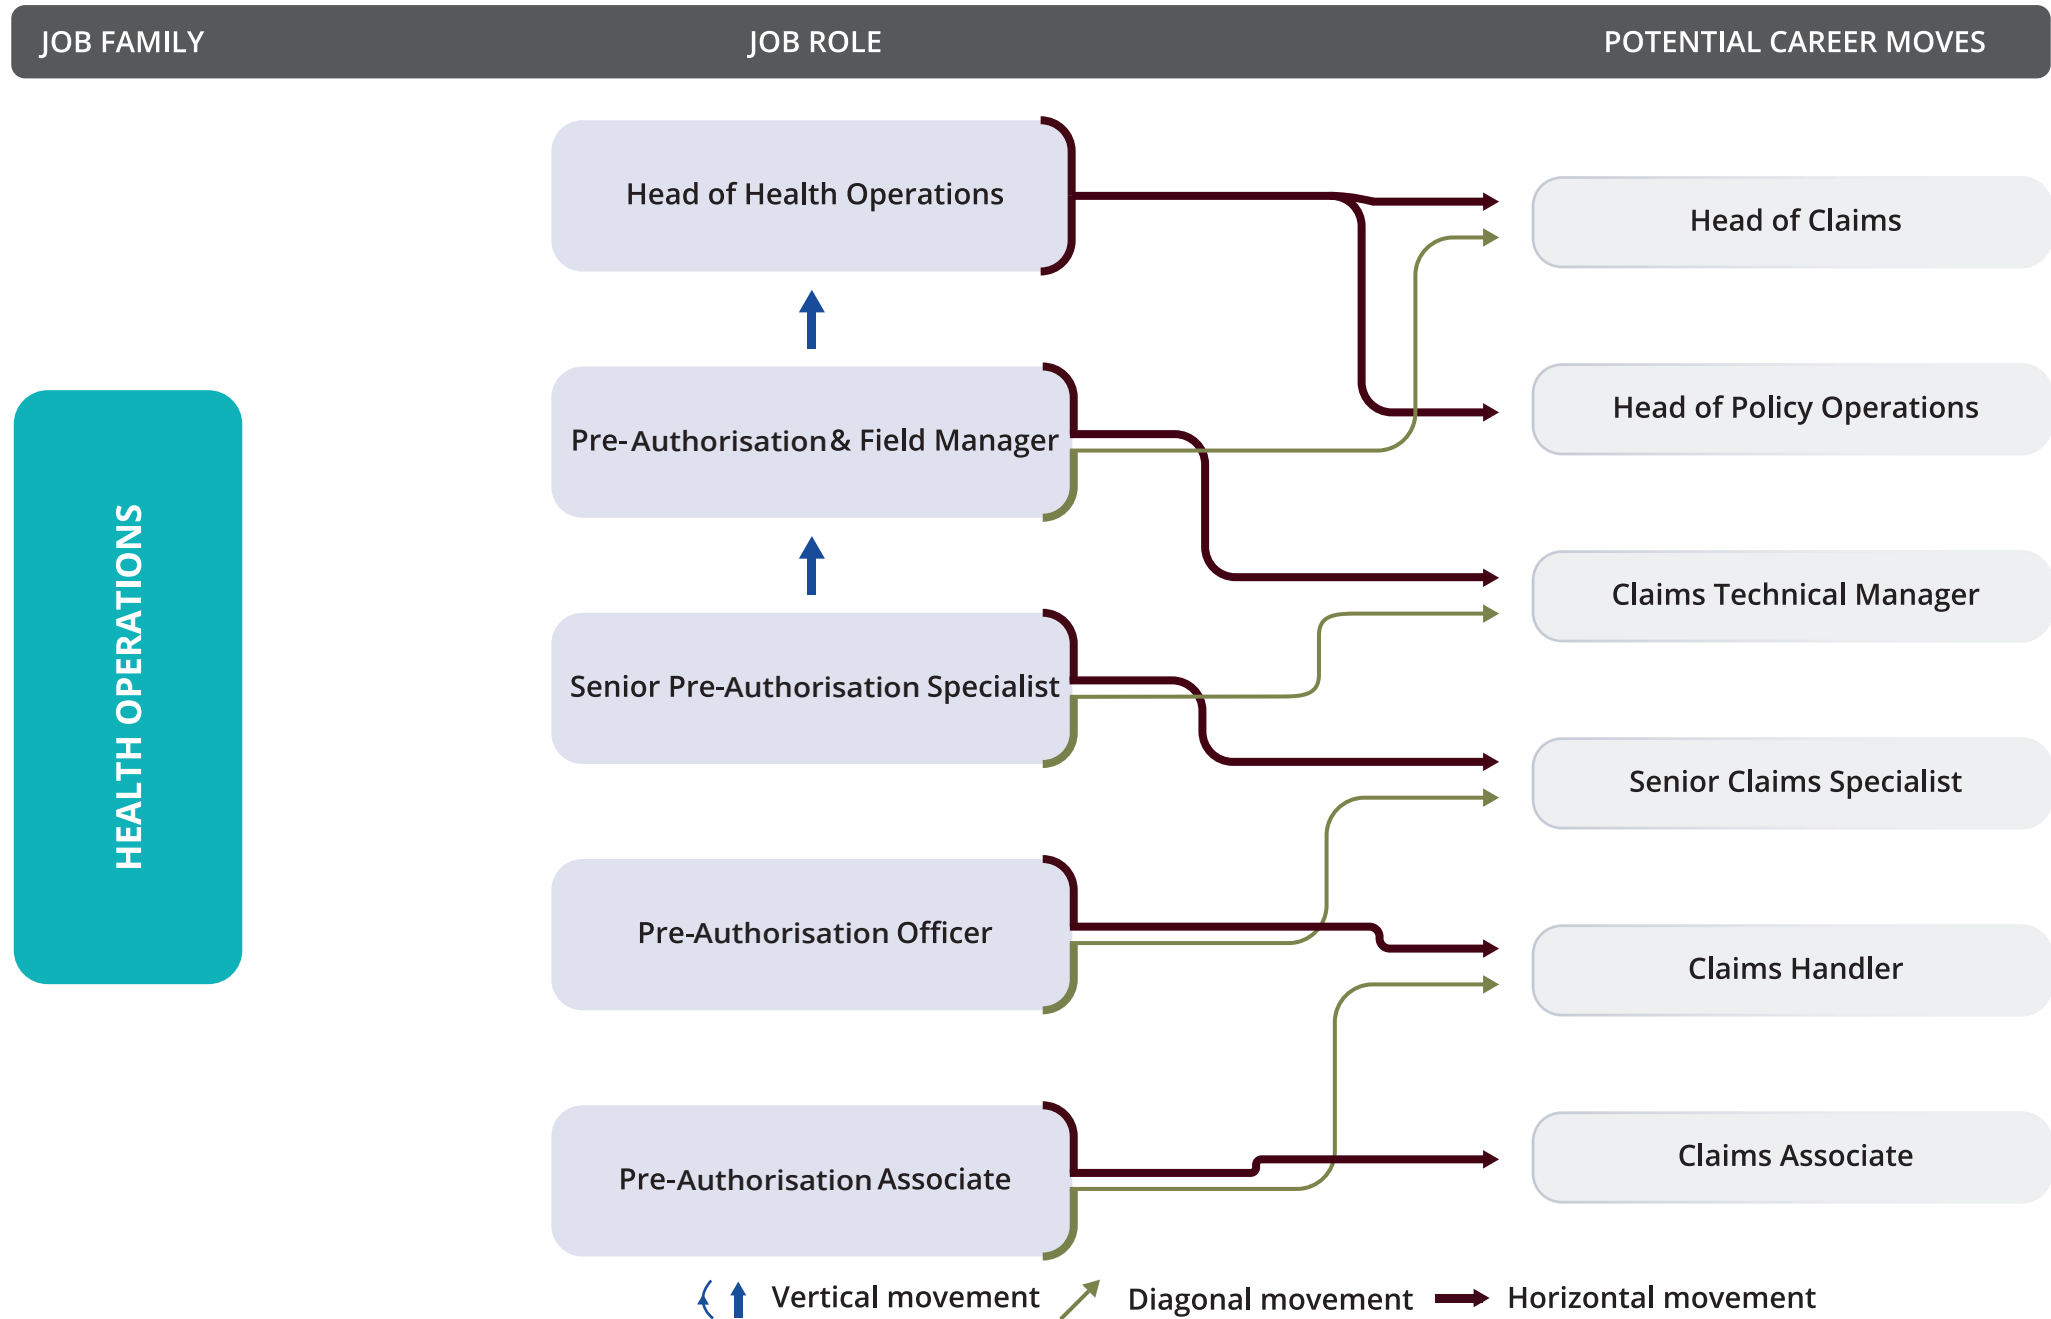 JOB FAMILY
JOB ROLE
POTENTIAL CAREER MOVES
HEALTH OPERATIONS
Head of Health Operations
Pre-Authorisation & Field Manager
Senior Pre-Authorisation Specialist
Pre-Authorisation Officer
Pre-Authorisation Associate
Head of Claims
Head of Policy Operations
Claims Technical Manager
Senior Claims Specialist
Claims Handler
Claims Associate
Vertical movement
Diagonal movement
Horizontal movement